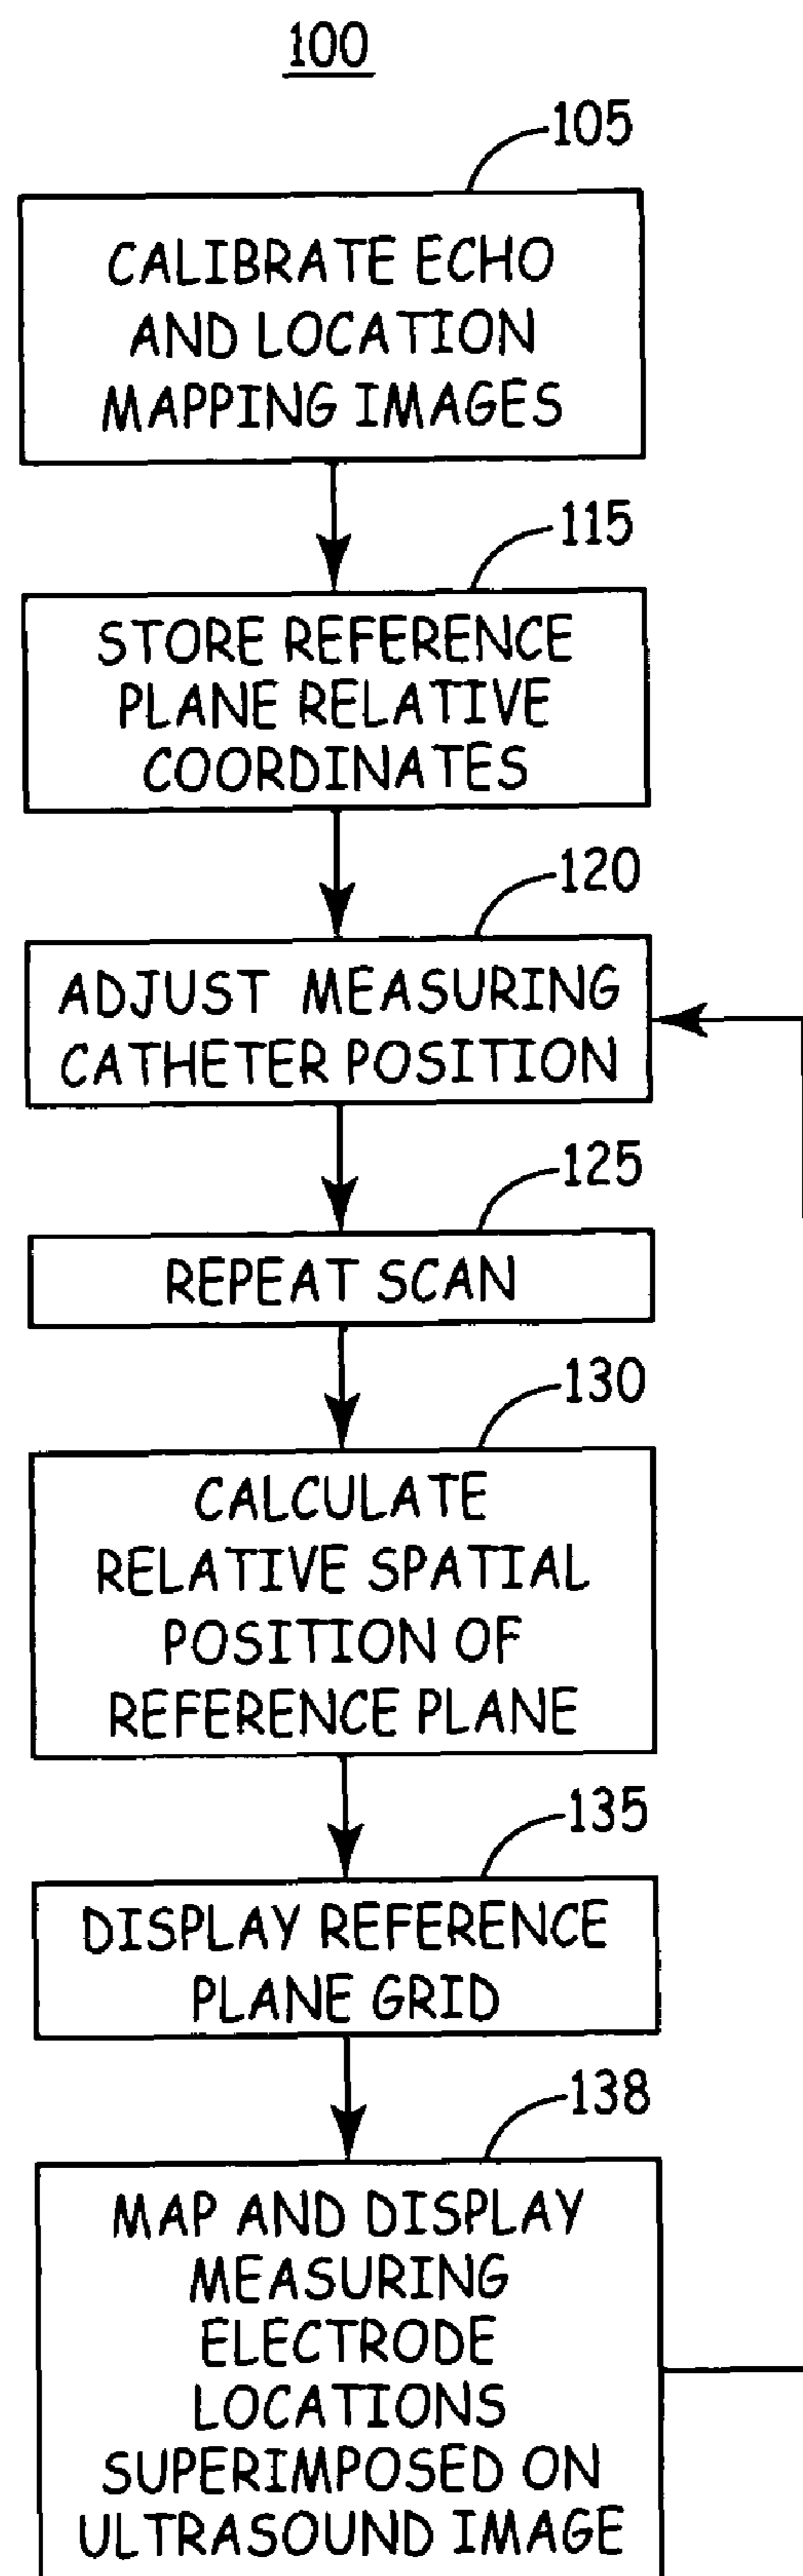 100
105
CALIBRATE ECHO
AND LOCATION
MAPPING IMAGES
115
STORE REFERENCE
PLANE RELATIVE
COORDINATES
120
ADJUST MEASURING
CATHETER POSITION
125
REPEAT SCAN
130
CALCULATE
RELATIVE SPATIAL
POSITION OF
REFERENCE PLANE
135
DISPLAY REFERENCE
PLANE GRID
138
MAP AND DISPLAY
MEASURING
ELECTRODE
LOCATIONS
SUPERIMPOSED ON
ULTRASOUND IMAGE